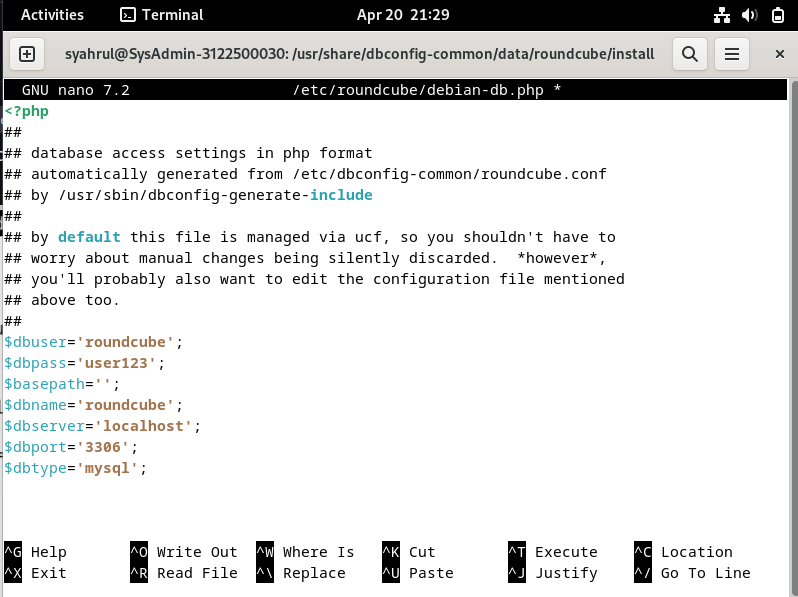 Activities Terminal Apr 20 21:29
syahrul@SysAdmin-3122500030: /usr/share/dbconfig-common/data/roundcube/install
GNU nano 7.2 /etc/roundcube/debian-db.php *
<?php
##
## database access settings in php format
## automatically generated from /etc/dbconfig-common/roundcube.conf
## by /usr/sbin/dbconfig-generate-include
##
## by default this file is managed via ucf, so you shouldn't have to
## worry about manual changes being silently discarded.  *however*,
## you'll probably also want to edit the configuration file mentioned
## above too.
##
$dbuser='roundcube';
$dbpass='user123';
$basepath='';
$dbname='roundcube';
$dbserver='localhost';
$dbport='3306';
$dbtype='mysql';
^G Help ^O Write Out ^W Where Is ^K Cut ^T Execute ^C Location
^X Exit ^R Read File ^\ Replace ^U Paste ^J Justify ^/ Go To Line